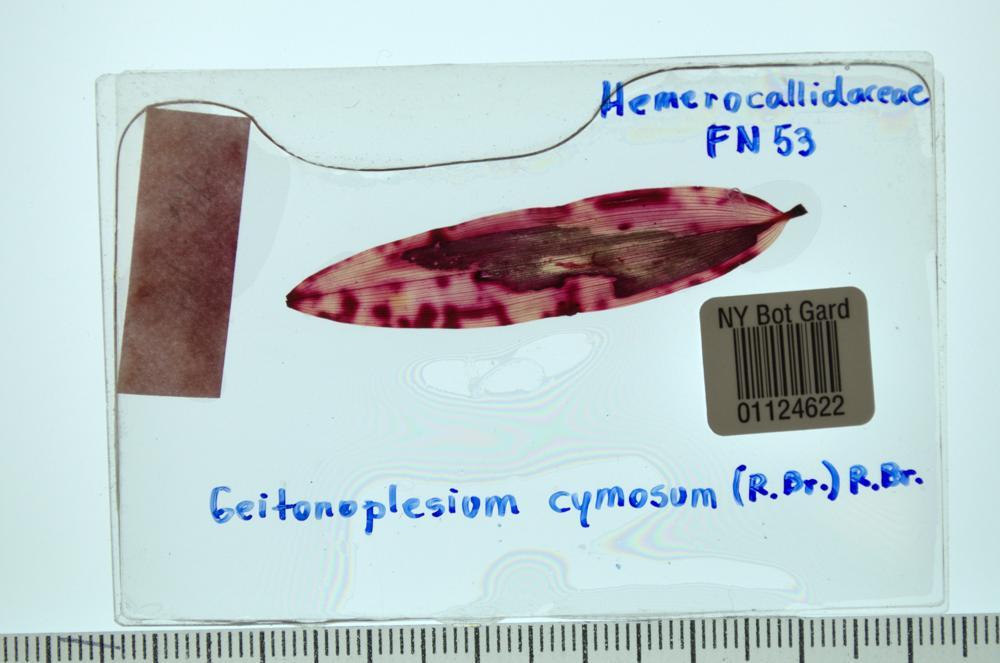 Hemerocallidaceae
FN 53
NY Bot Gard
01124622
Geitonoplesium cymosum (R.Br.) R.Br.